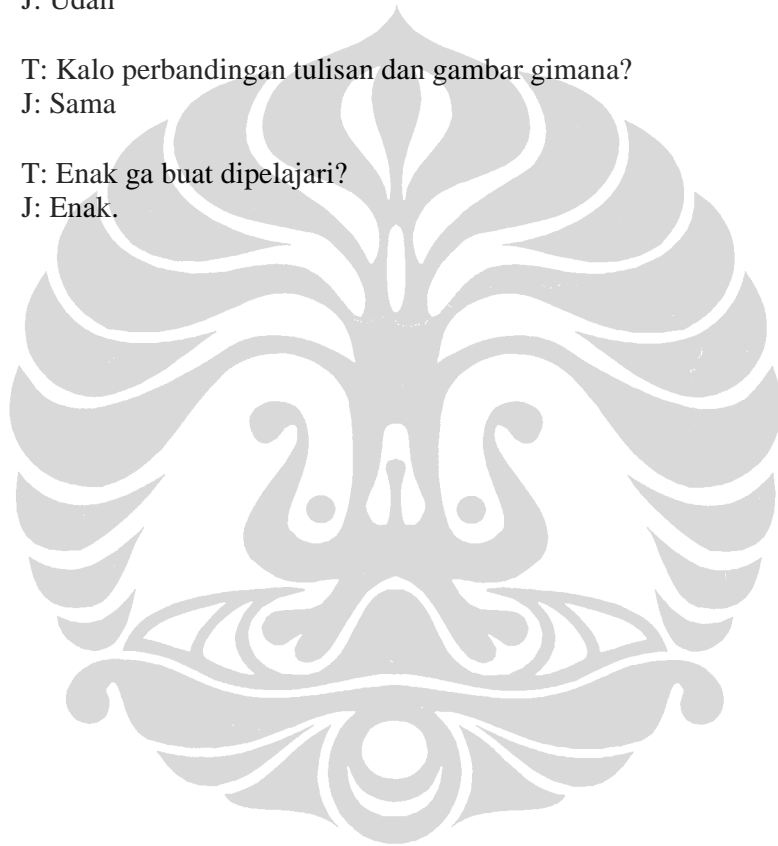 J: Udah
T: Kalo perbandingan tulisan dan gambar gimana?
J: Sama
T: Enak ga buat dipelajari?
J: Enak.